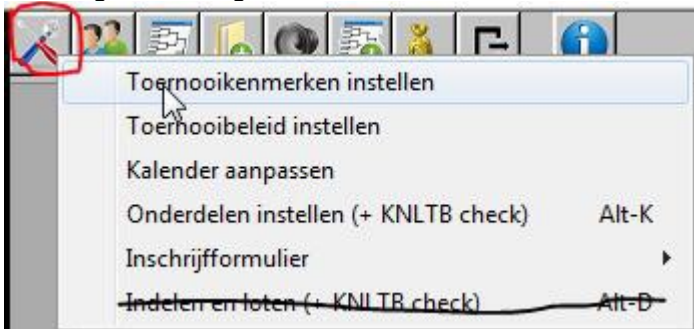 Toernooikenmerken instellen
Toernooibeleid instellen
Kalender aanpassen
Onderdelen instellen (+ KNLTB check) Alt-K
Inschrijfformulier
Indelen en loten (+ KNLTB check) Alt-D